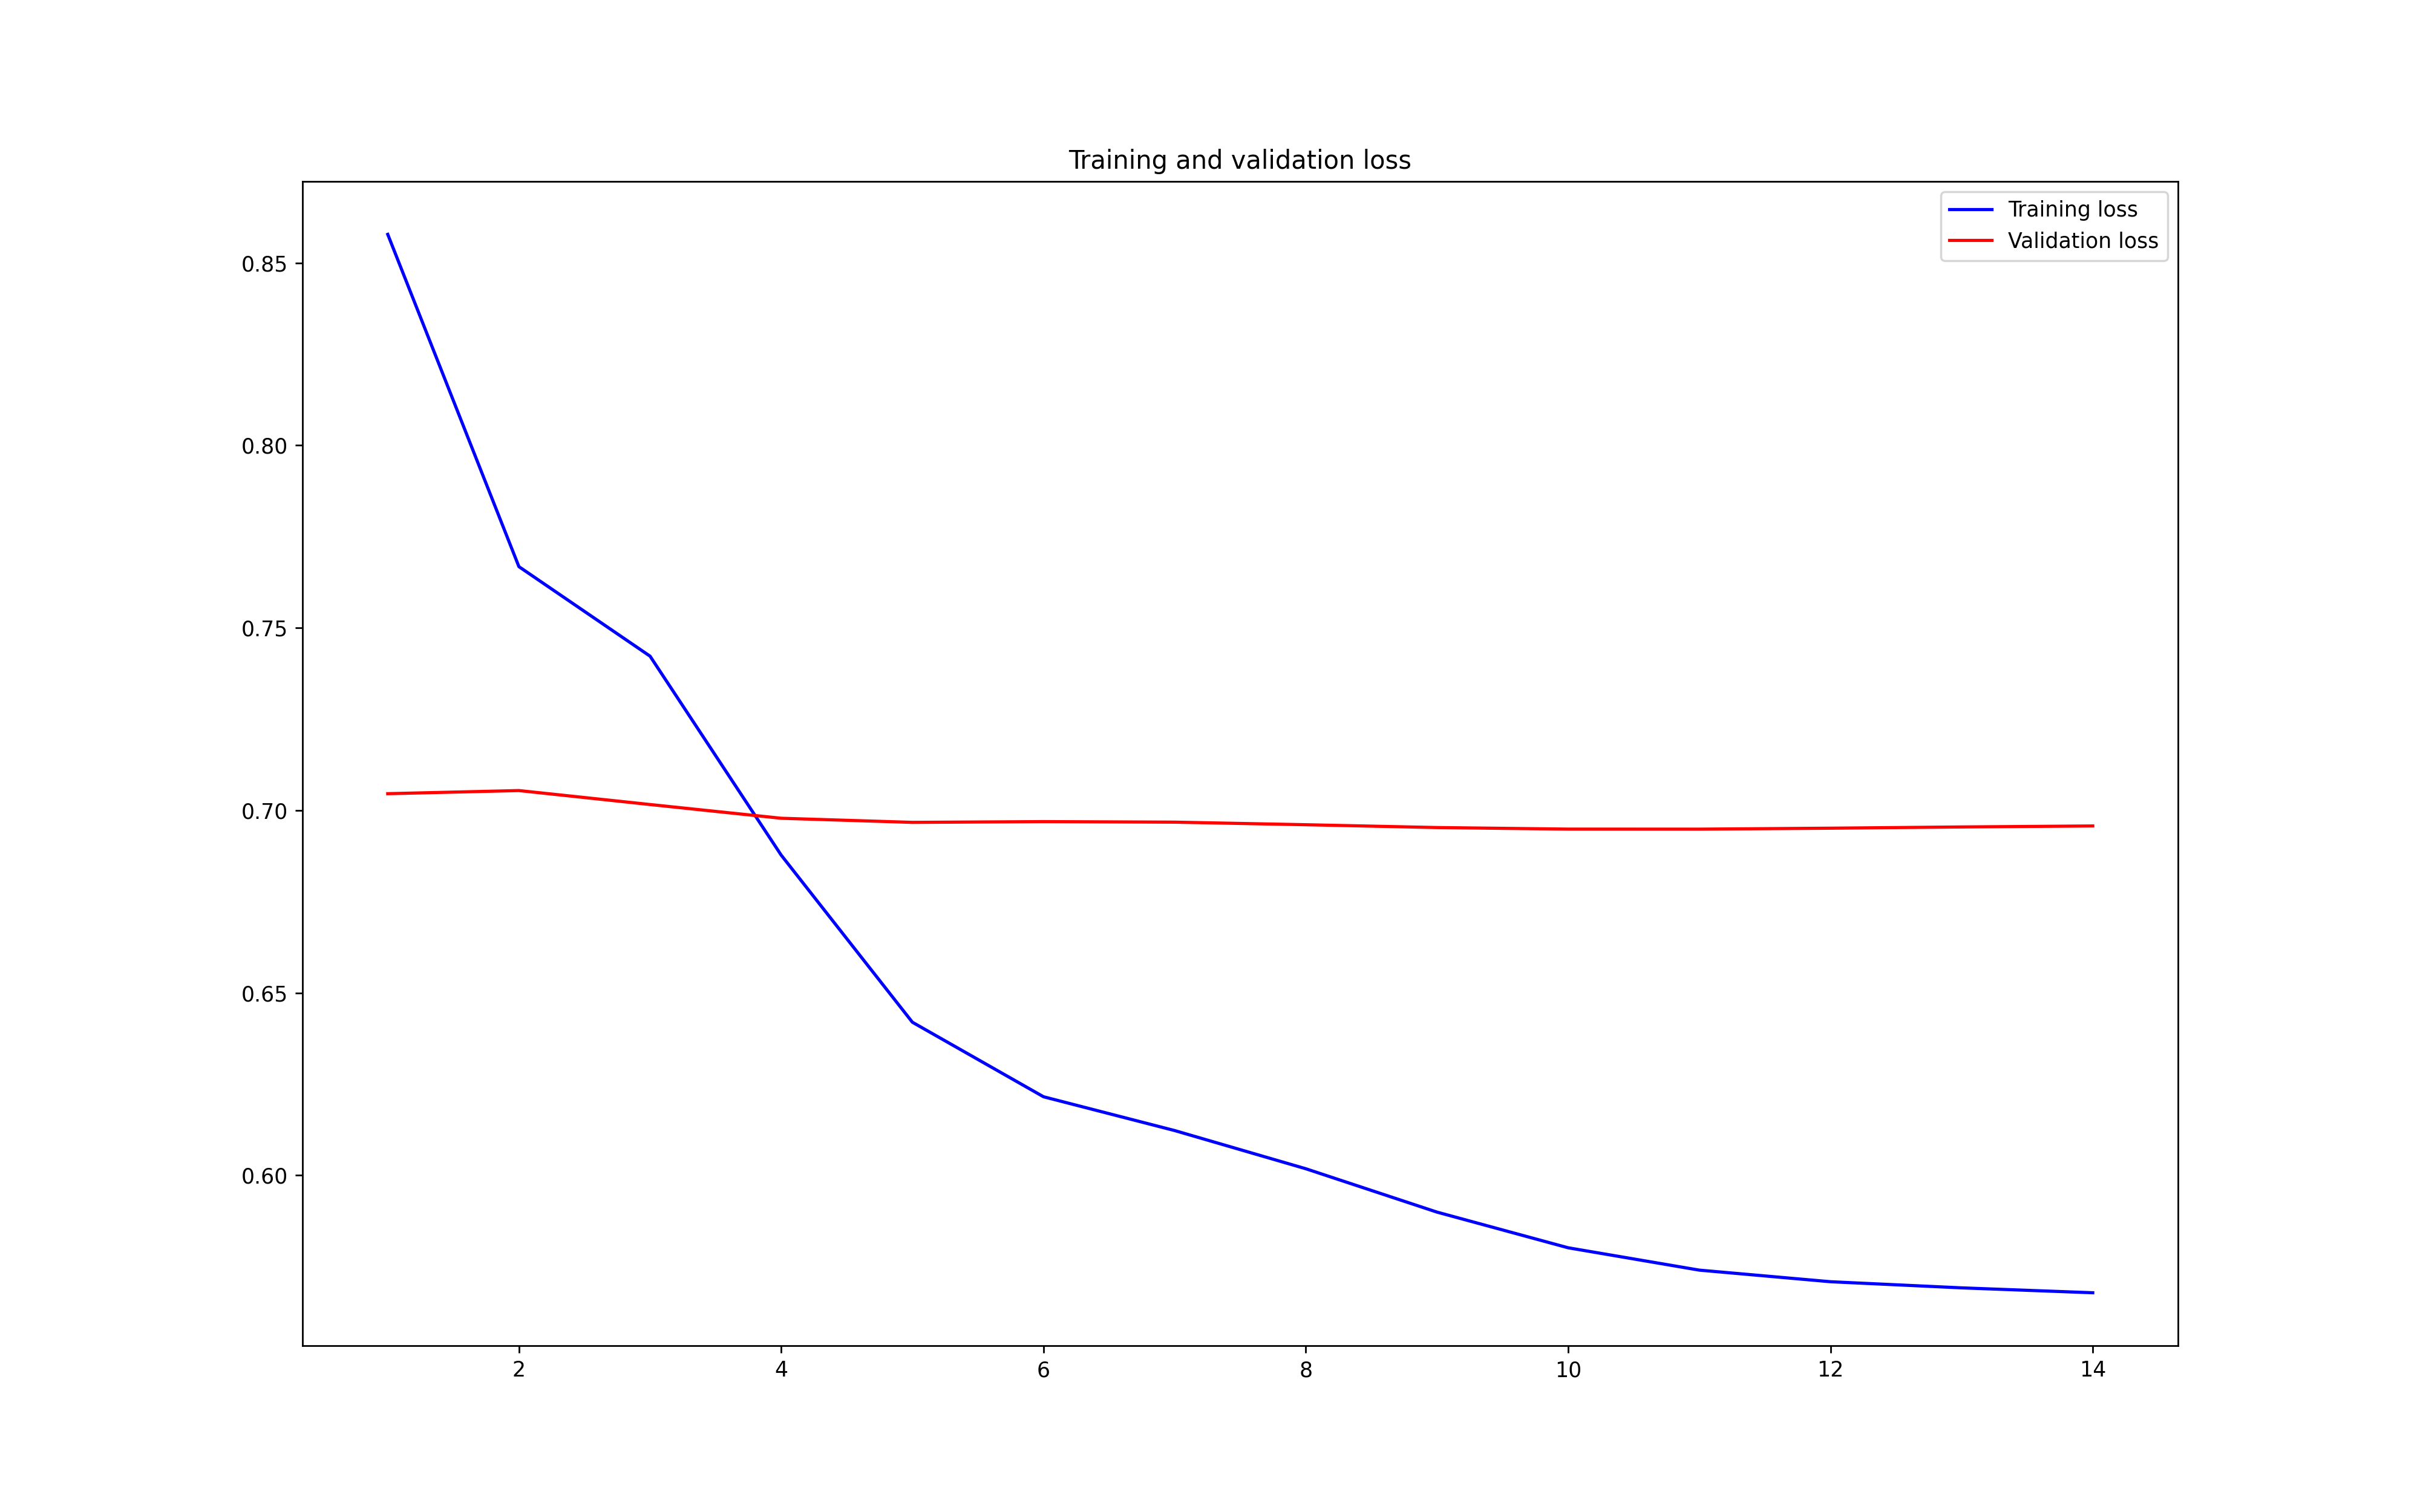 Training and validation loss
Training loss
Validation loss
0.85
0.80
0.75
0.70
0.65
0.60
2 4 6 8 10 12 14